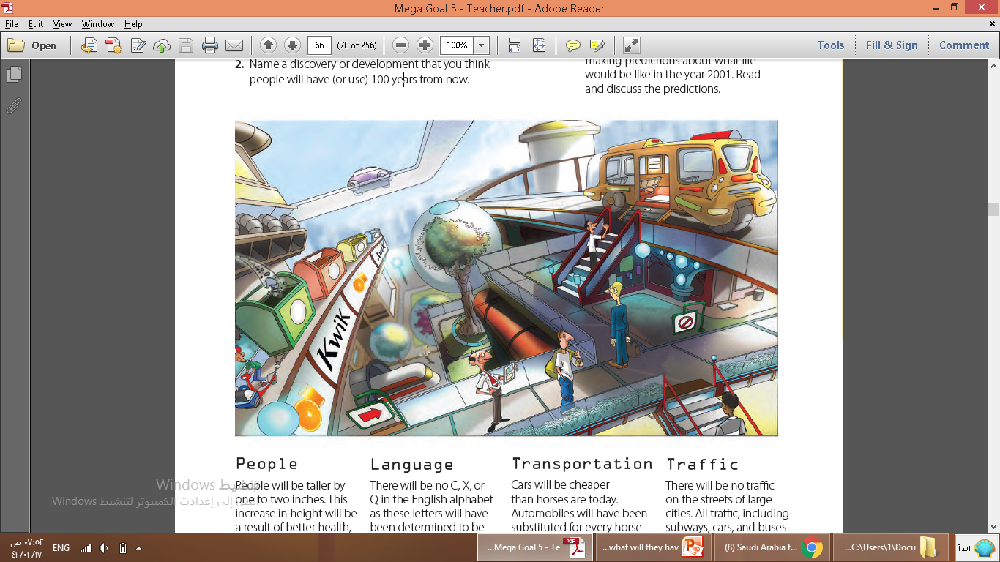 Mega Goal 5 - Teacher.pdf - Adobe Reader
File Edit View Window Help
Open 66 (78 of 256) 100% Tools Fill & Sign Comment
2. Name a discovery or development that you think
people will have (or use) 100 years from now.
making predictions about what life
would be like in the year 2001. Read
and discuss the predictions.
Kwik
Kwik
People
People will be taller by
one to two inches. This
increase in height will be
a result of better health,
Language
There will be no C, X, or
Q in the English alphabet
as these letters will have
been determined to be
Transportation
Cars will be cheaper
than horses are today.
Automobiles will have been
substituted for every horse
Traffic
There will be no traffic
on the streets of large
cities. All traffic, including
subways, cars, and buses
تنشيط Windows
انتقل إلى إعدادات الكمبيوتر لتنشيط Windows.
٠٧:٥٢ ص
٤٢/٠٢/١٧
ENG
...Mega Goal 5 - Te
PDF
...what will they hav
(8) Saudi Arabia f...
...C:\Users\1\Docu
ابدأ